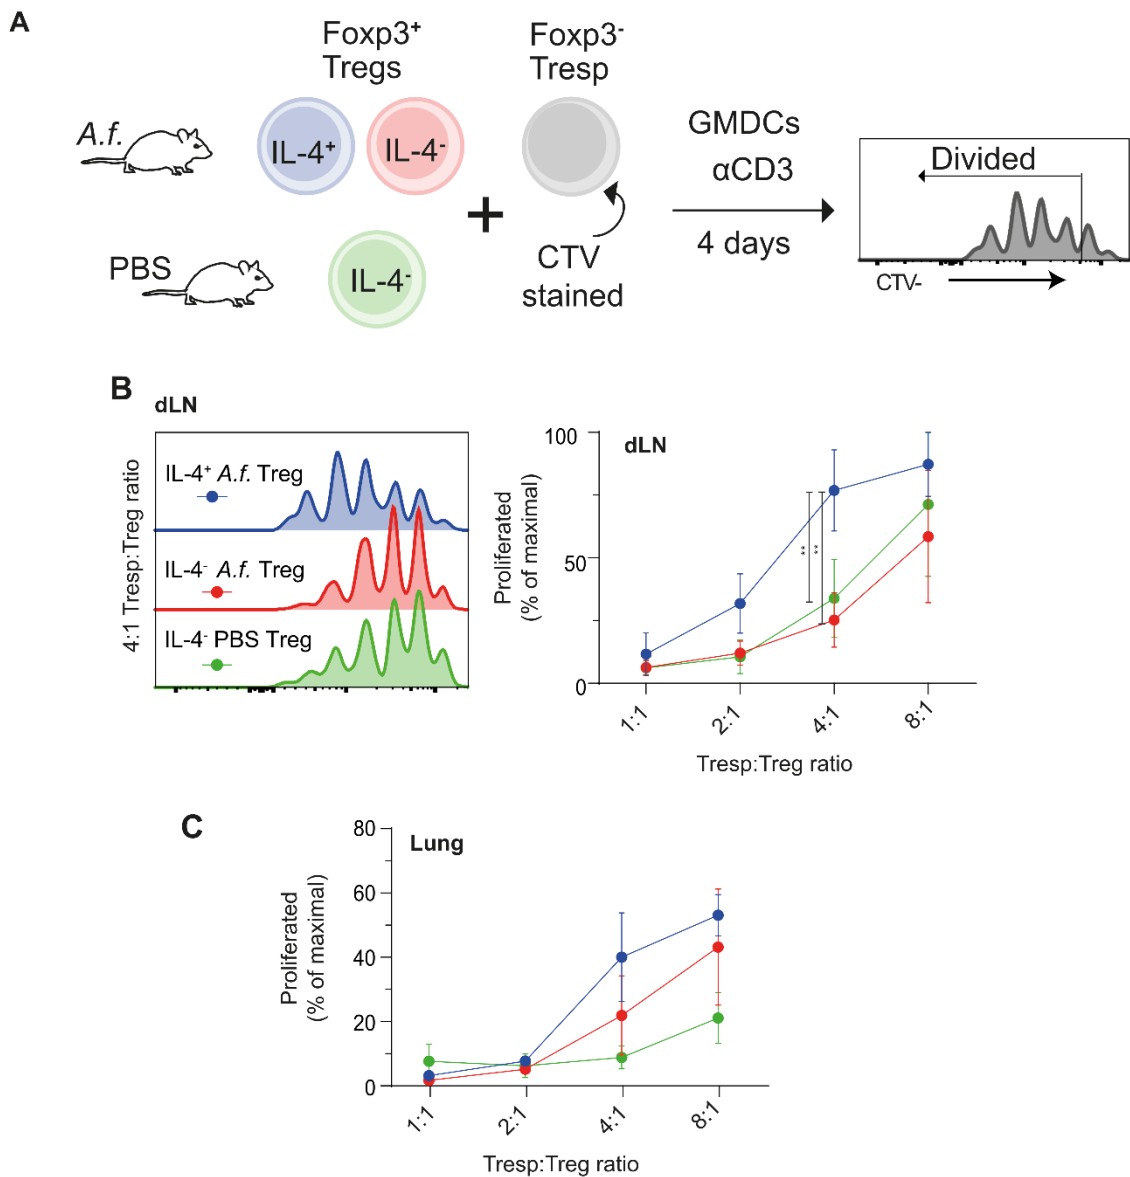 A
Foxp3⁺
Tregs
Foxp3⁻
Tresp
A.f.
IL-4⁺
IL-4⁻
GMDCs
αCD3
4 days
+
PBS
IL-4⁻
CTV
stained
Divided
CTV-
B
dLN
4:1 Tresp:Treg ratio
IL-4⁺ A.f. Treg
IL-4⁻ A.f. Treg
IL-4⁻ PBS Treg
dLN
Proliferated
(% of maximal)
100
50
0
**
**
1:1
2:1
4:1
8:1
Tresp:Treg ratio
C
Lung
Proliferated
(% of maximal)
80
60
40
20
0
1:1
2:1
4:1
8:1
Tresp:Treg ratio